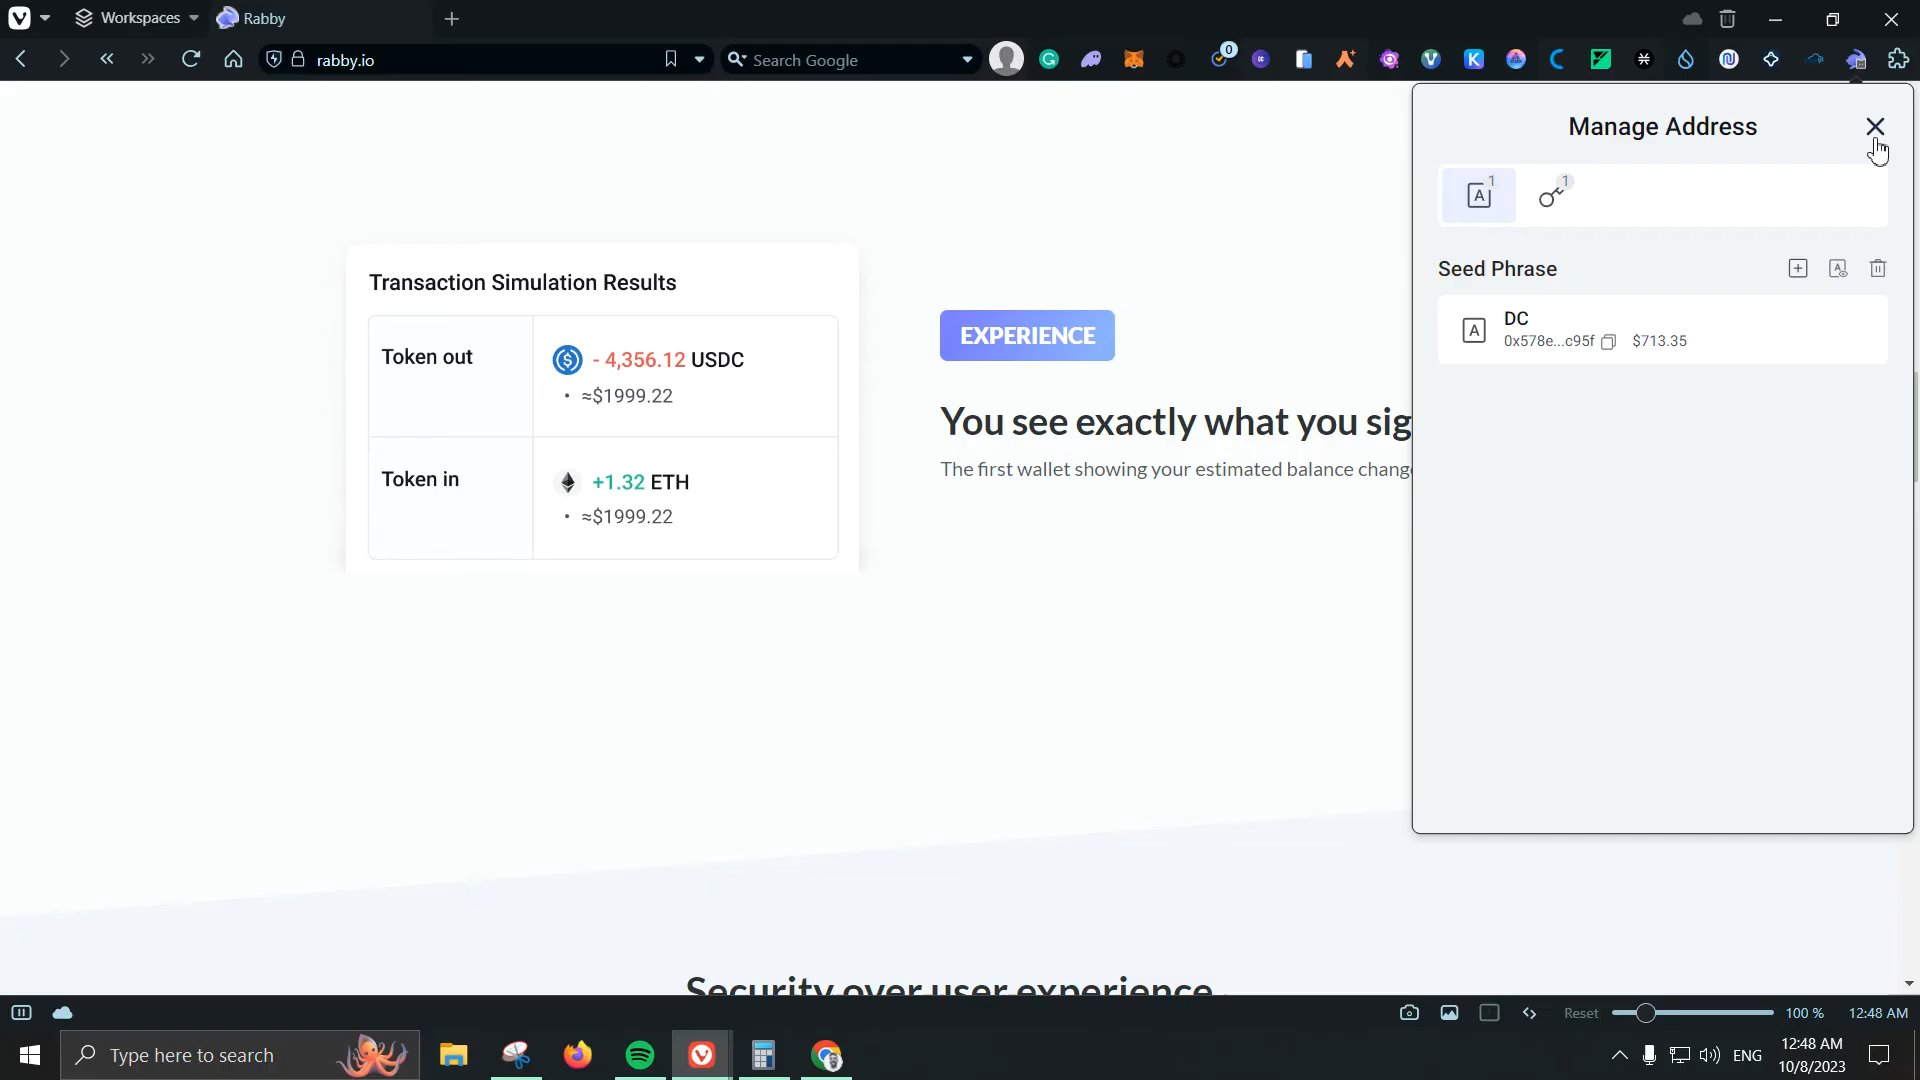 Workspaces
Rabby
rabby.io
Search Google
0
Manage Address
A
1
1
Seed Phrase
A
A
DC
0x578e...c95f
$713.35
Transaction Simulation Results
Token out
- 4,356.12 USDC
• ≈$1999.22
Token in
+1.32 ETH
• ≈$1999.22
EXPERIENCE
You see exactly what you sig
The first wallet showing your estimated balance chang
Security over user experience
Reset
100 %
12:48 AM
Type here to search
ENG
12:48 AM
10/8/2023